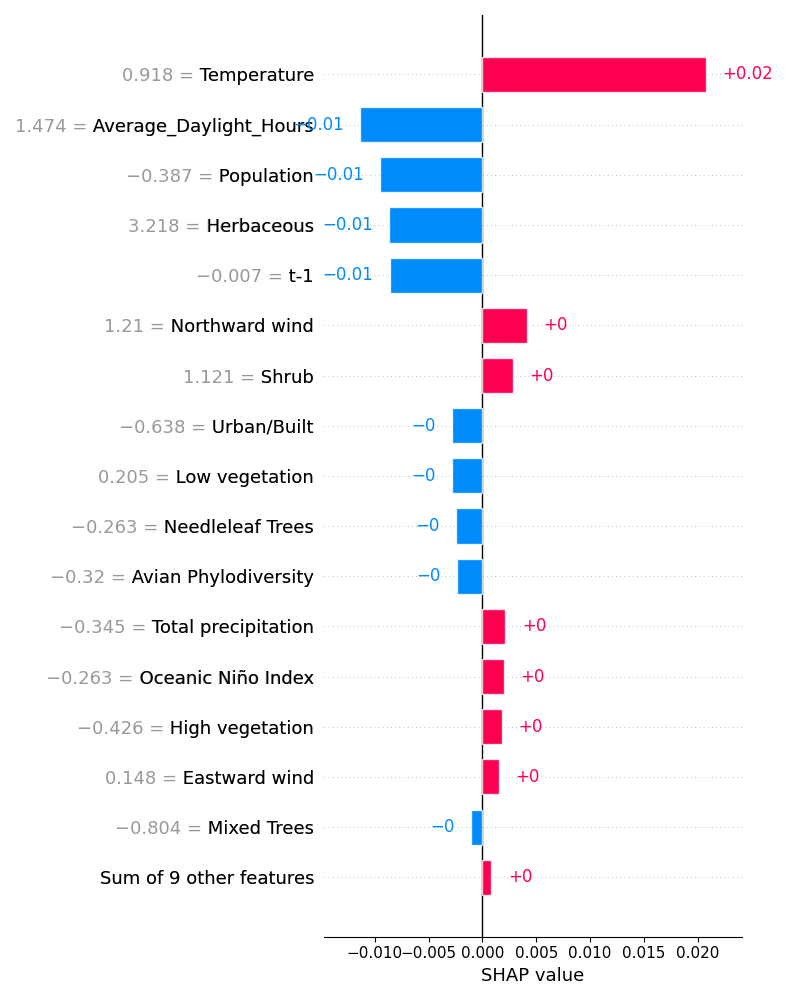 0.918 = Temperature +0.02
1.474 = Average_Daylight_Hours −0.01
−0.387 = Population −0.01
3.218 = Herbaceous −0.01
−0.007 = t-1 −0.01
1.21 = Northward wind +0
1.121 = Shrub +0
−0.638 = Urban/Built −0
0.205 = Low vegetation −0
−0.263 = Needleleaf Trees −0
−0.32 = Avian Phylodiversity −0
−0.345 = Total precipitation +0
−0.263 = Oceanic Niño Index +0
−0.426 = High vegetation +0
0.148 = Eastward wind +0
−0.804 = Mixed Trees −0
Sum of 9 other features +0
−0.010 −0.005 0.000 0.005 0.010 0.015 0.020
SHAP value